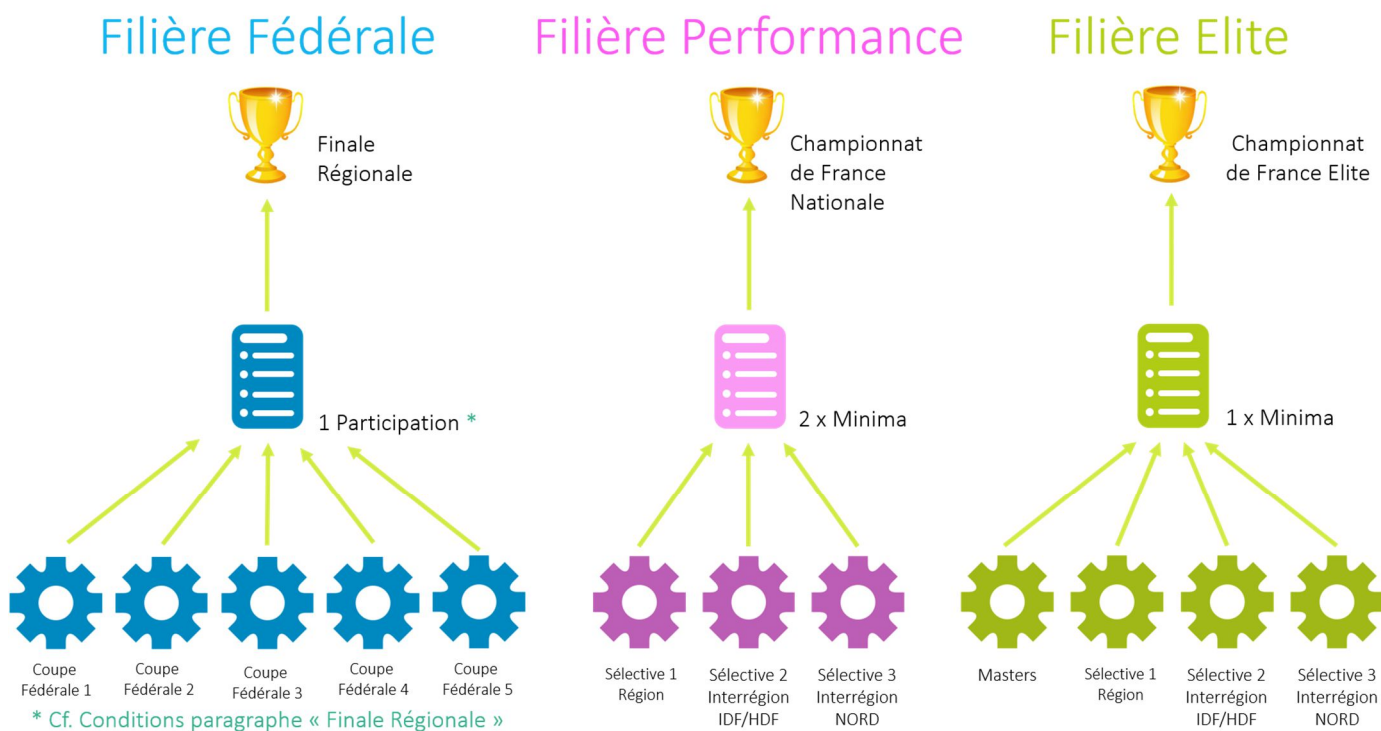 Filière Fédérale
Filière Performance
Filière Elite
Finale
Régionale
Championnat
de France
Nationale
Championnat
de France Elite
1 Participation *
2 x Minima
1 x Minima
Coupe
Fédérale 1
Coupe
Fédérale 2
Coupe
Fédérale 3
Coupe
Fédérale 4
Coupe
Fédérale 5
Sélective 1
Région
Sélective 2
Interrégion
IDF/HDF
Sélective 3
Interrégion
NORD
Masters
Sélective 1
Région
Sélective 2
Interrégion
IDF/HDF
Sélective 3
Interrégion
NORD
* Cf. Conditions paragraphe « Finale Régionale »